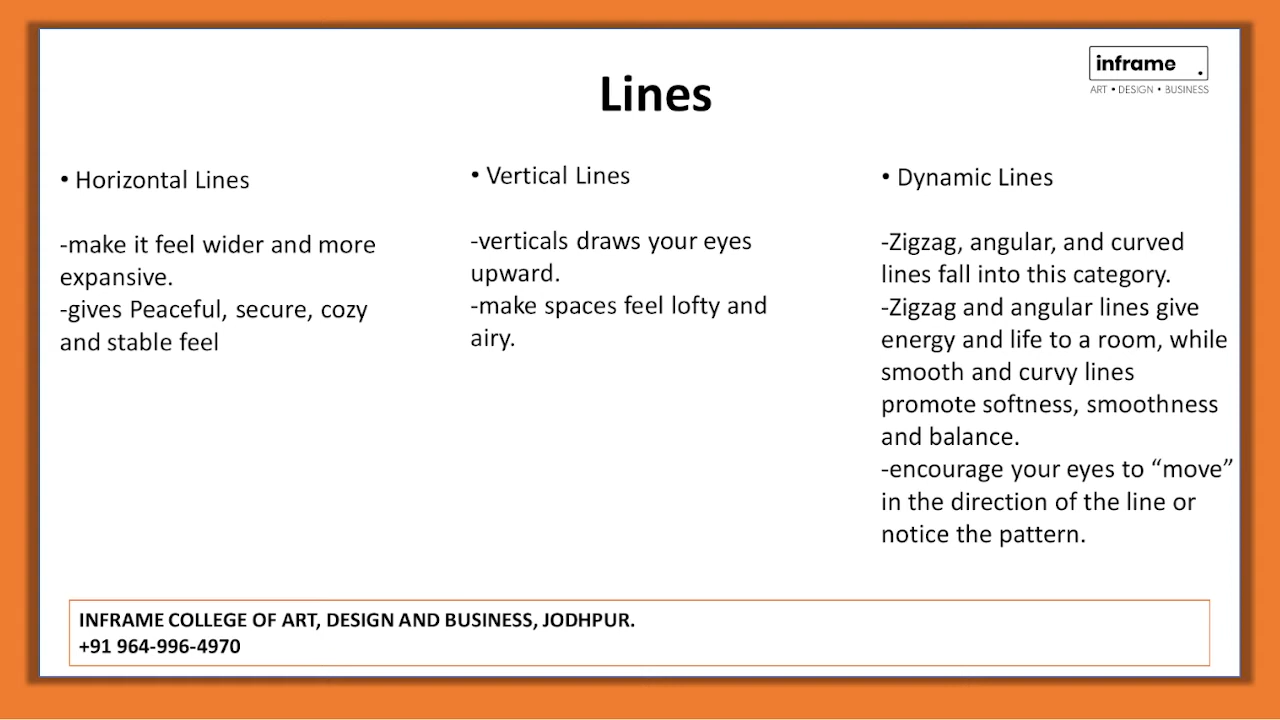 inframe .
ART • DESIGN • BUSINESS
Lines
• Horizontal Lines
-make it feel wider and more
expansive.
-gives Peaceful, secure, cozy
and stable feel
• Vertical Lines
-verticals draws your eyes
upward.
-make spaces feel lofty and
airy.
• Dynamic Lines
-Zigzag, angular, and curved
lines fall into this category.
-Zigzag and angular lines give
energy and life to a room, while
smooth and curvy lines
promote softness, smoothness
and balance.
-encourage your eyes to “move”
in the direction of the line or
notice the pattern.
INFRAME COLLEGE OF ART, DESIGN AND BUSINESS, JODHPUR.
+91 964-996-4970